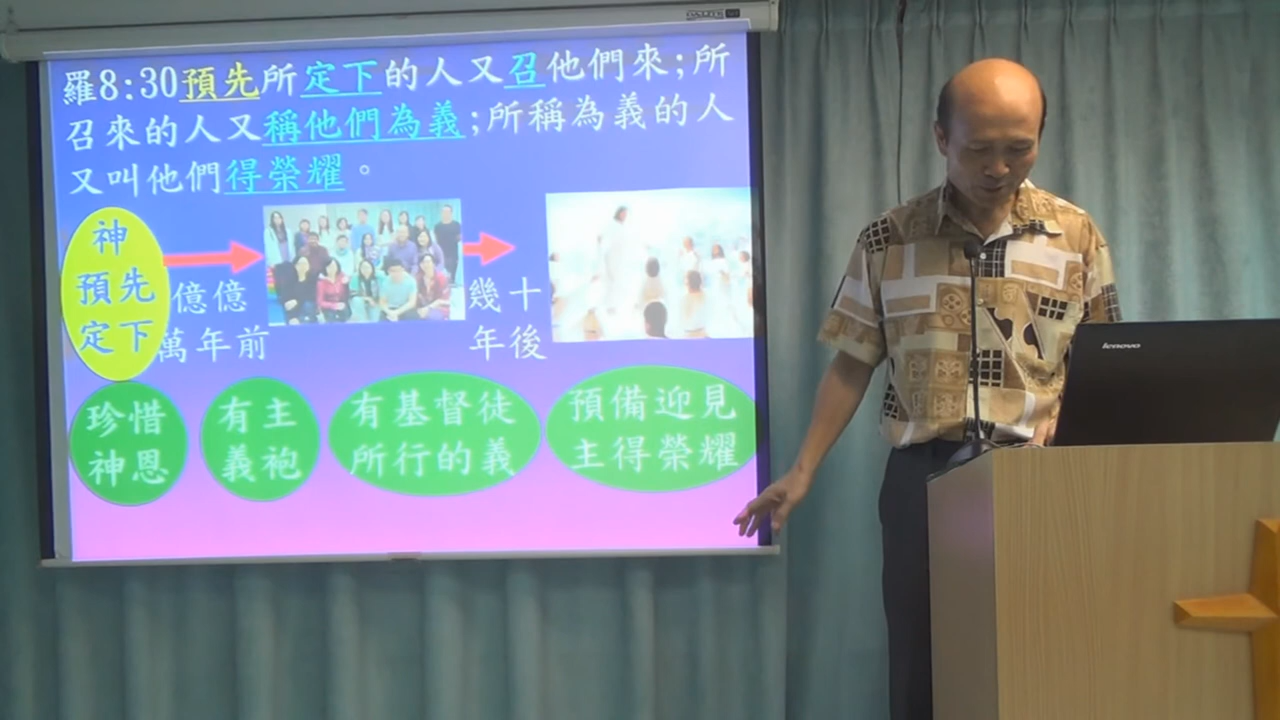 羅8:30預先所定下的人又召他們來;所
召來的人又稱他們為義;所稱為義的人
又叫他們得榮耀。
神
預先
定下
億億
萬年前
幾十
年後
珍惜
神恩
有主
義袍
有基督徒
所行的義
預備迎見
主得榮耀
lenovo